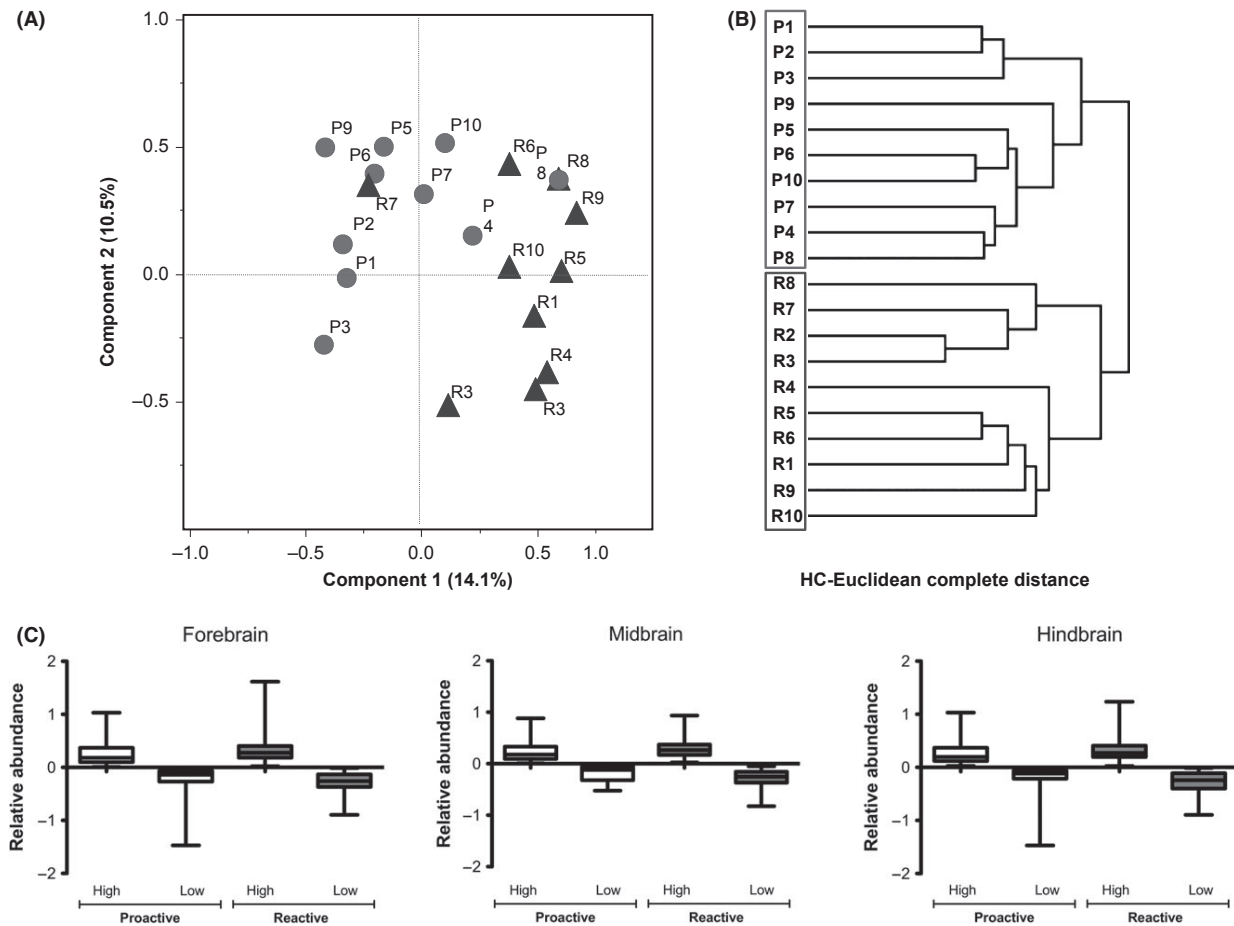 (A)
1.0
0.5
0.0
–0.5
Component 2 (10.5%)
P9
P5
P10
P6
R7
P7
P2
P1
P3
P
4
R6
P
8
R8
R9
R10
R5
R1
R4
R3
R3
–1.0
–0.5
0.0
0.5
1.0
Component 1 (14.1%)
(B)
P1
P2
P3
P9
P5
P6
P10
P7
P4
P8
R8
R7
R2
R3
R4
R5
R6
R1
R9
R10
HC-Euclidean complete distance
(C)
Forebrain
Relative abundance
2
1
0
–1
–2
High
Low
High
Low
Proactive
Reactive
Midbrain
Relative abundance
2
1
0
–1
–2
High
Low
High
Low
Proactive
Reactive
Hindbrain
Relative abundance
2
1
0
–1
–2
High
Low
High
Low
Proactive
Reactive